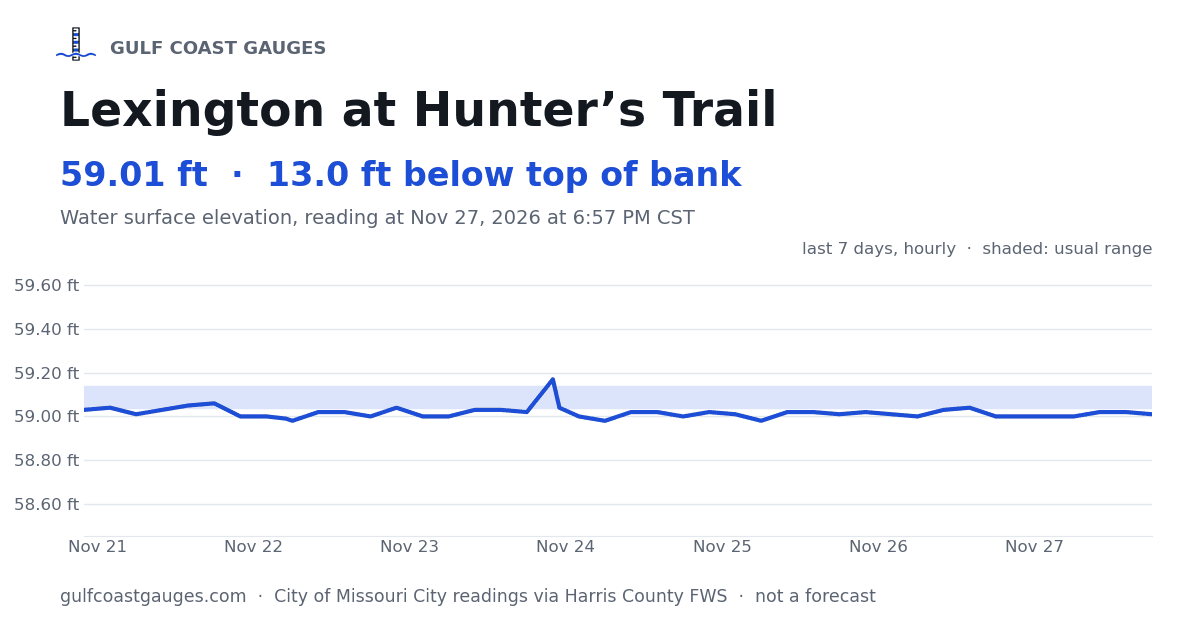 GULF COAST GAUGES
Lexington at Hunter’s Trail
59.01 ft · 13.0 ft below top of bank
Water surface elevation, reading at Nov 27, 2026 at 6:57 PM CST
last 7 days, hourly · shaded: usual range
59.60 ft
59.40 ft
59.20 ft
59.00 ft
58.80 ft
58.60 ft
Nov 21 Nov 22 Nov 23 Nov 24 Nov 25 Nov 26 Nov 27
gulfcoastgauges.com · City of Missouri City readings via Harris County FWS · not a forecast